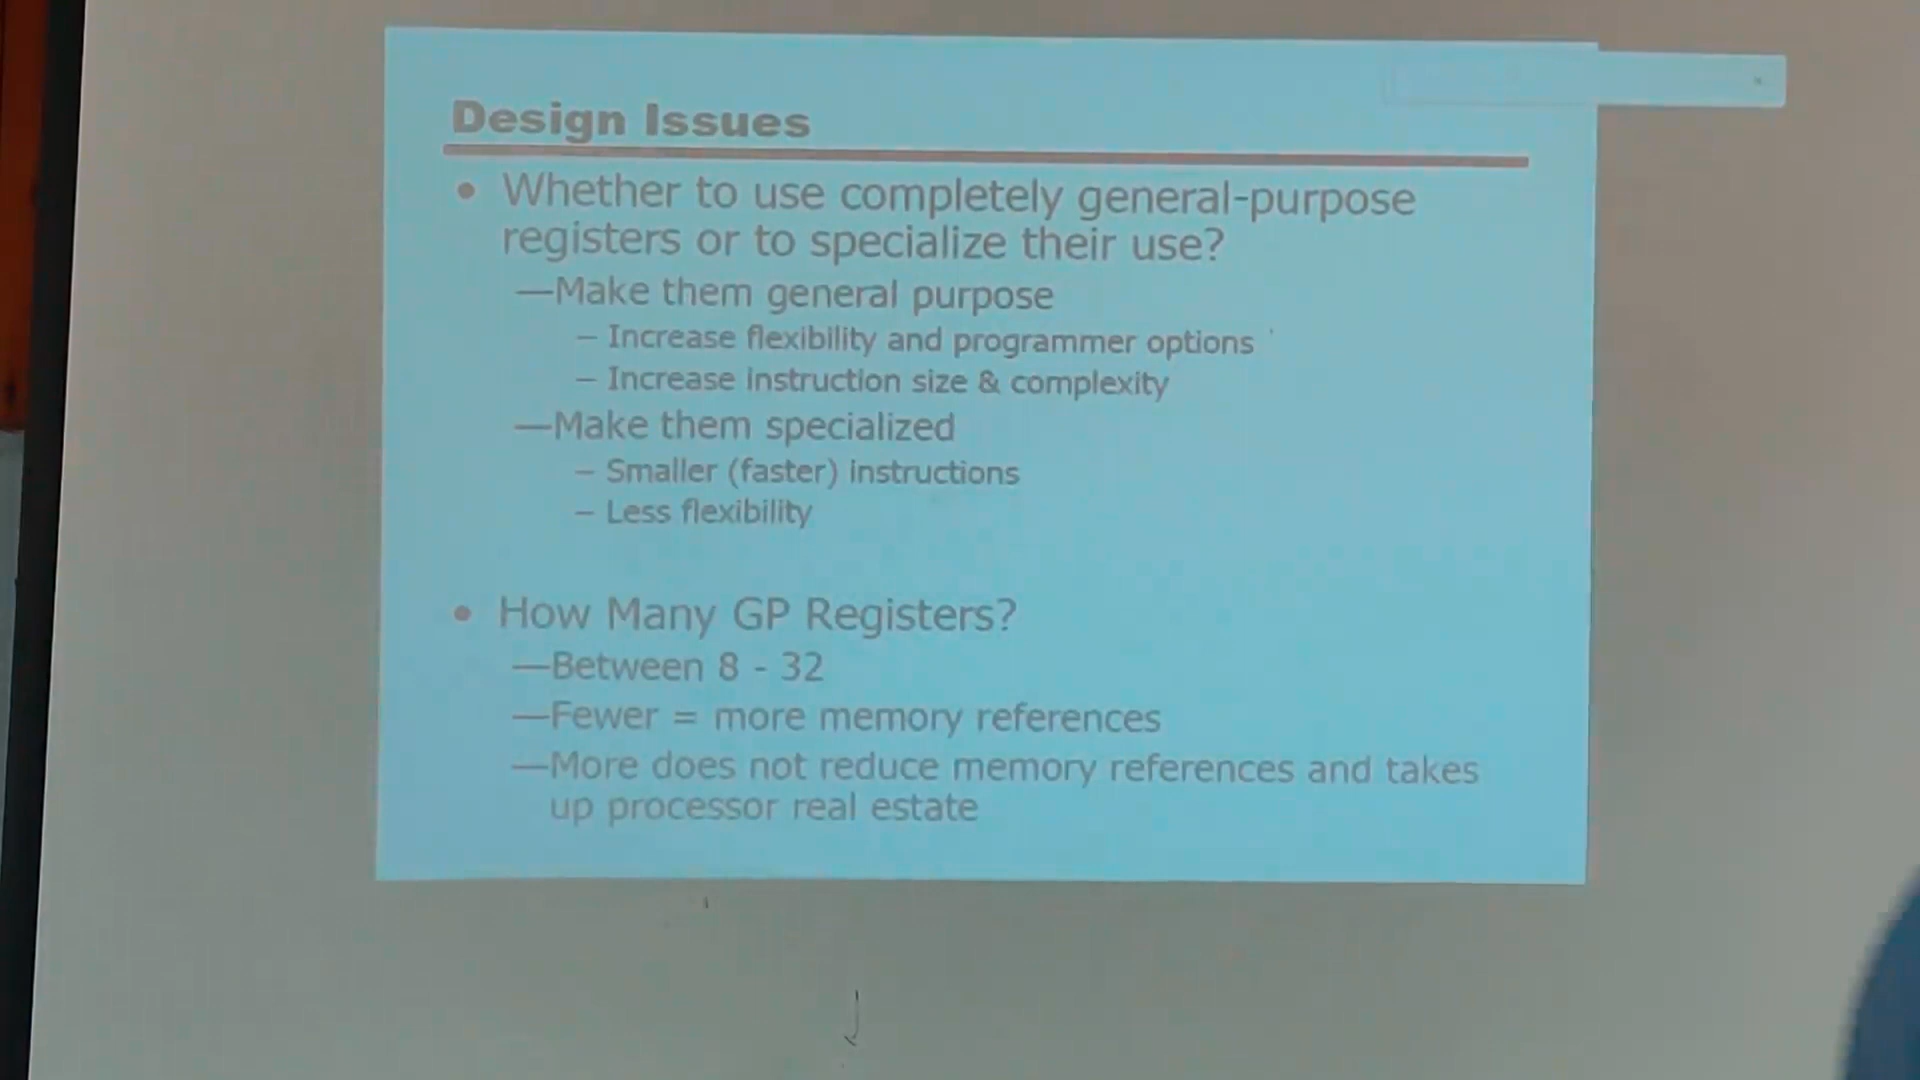 Design Issues
• Whether to use completely general-purpose
registers or to specialize their use?
—Make them general purpose
– Increase flexibility and programmer options
– Increase instruction size & complexity
—Make them specialized
– Smaller (faster) instructions
– Less flexibility
• How Many GP Registers?
—Between 8 - 32
—Fewer = more memory references
—More does not reduce memory references and takes
up processor real estate